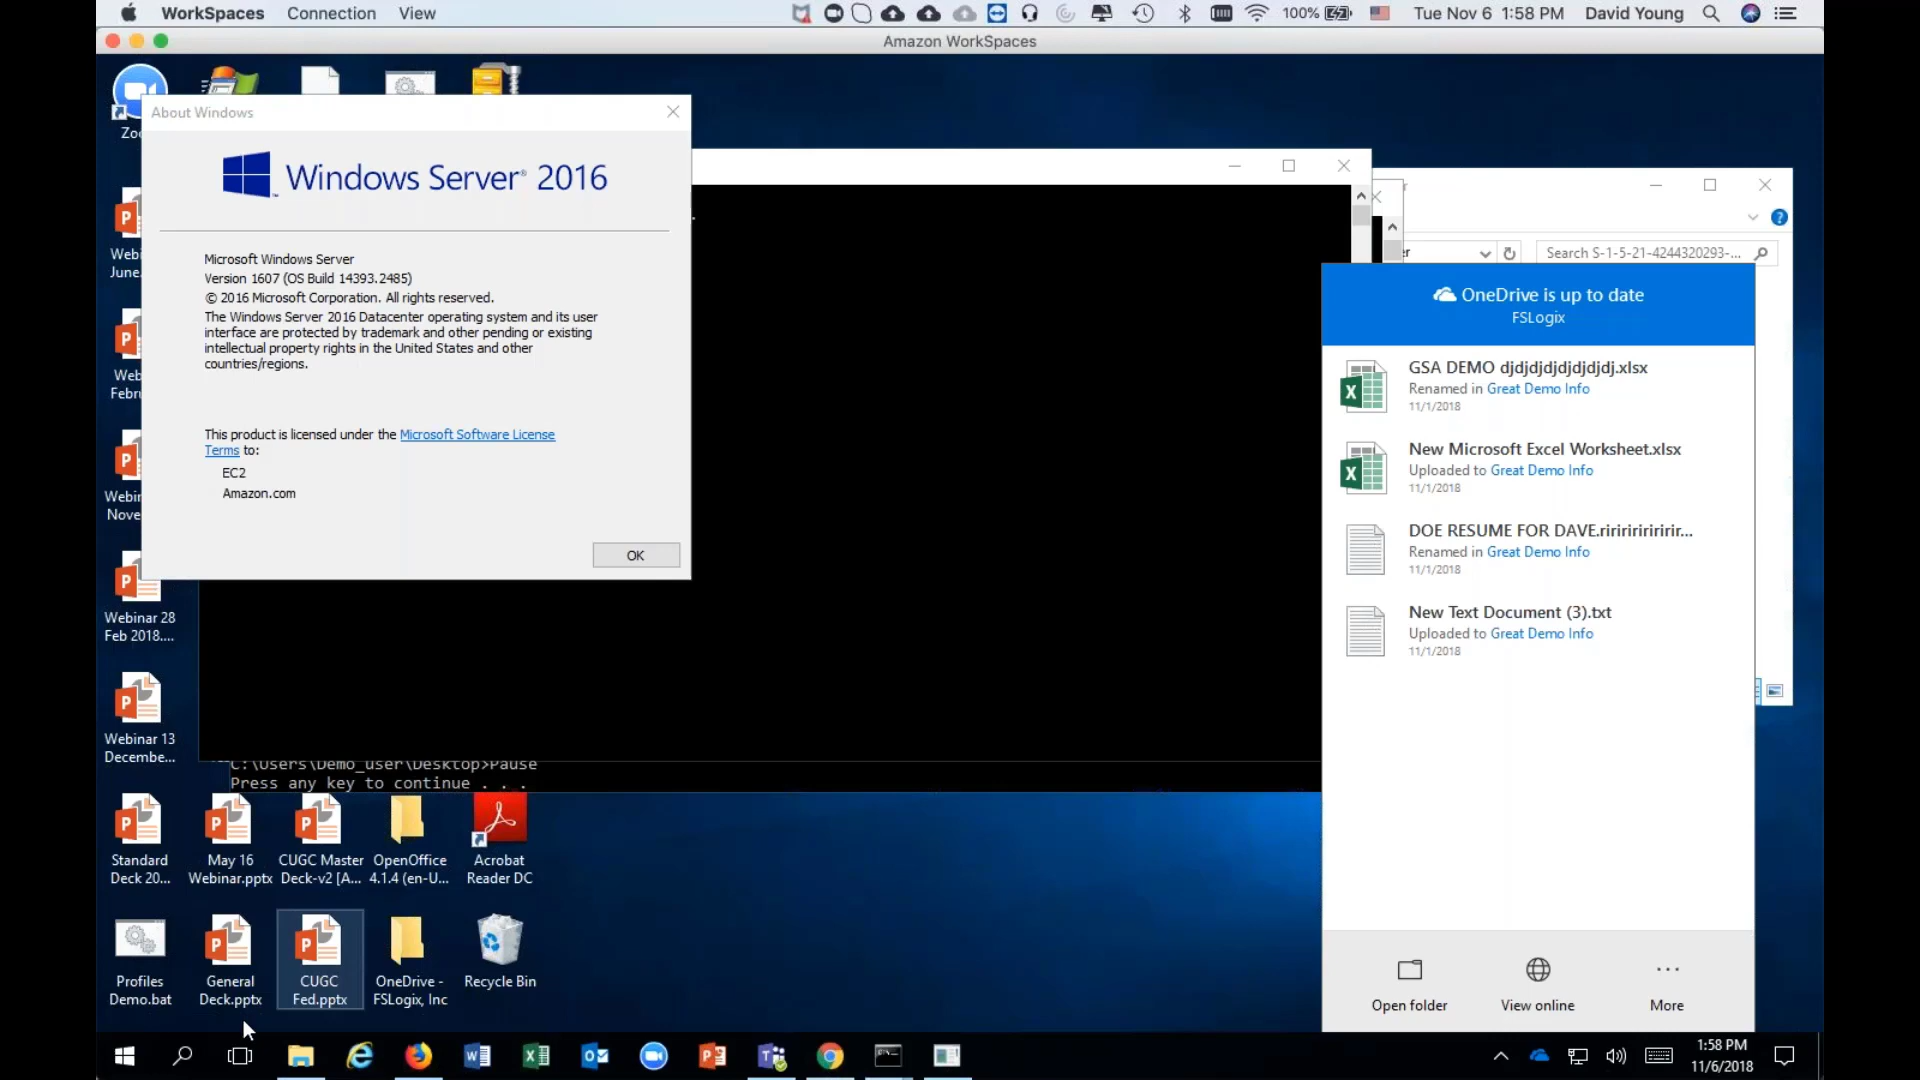 WorkSpaces Connection View
100% Tue Nov 6 1:58 PM David Young
Amazon WorkSpaces
About Windows
Windows Server® 2016
Microsoft Windows Server
Version 1607 (OS Build 14393.2485)
© 2016 Microsoft Corporation. All rights reserved.
The Windows Server 2016 Datacenter operating system and its user
interface are protected by trademark and other pending or existing
intellectual property rights in the United States and other
countries/regions.
This product is licensed under the Microsoft Software License
Terms to:
EC2
Amazon.com
OK
Search S-1-5-21-4244320293-...
OneDrive is up to date
FSLogix
GSA DEMO djdjdjdjdjdjdjdj.xlsx
Renamed in Great Demo Info
11/1/2018
New Microsoft Excel Worksheet.xlsx
Uploaded to Great Demo Info
11/1/2018
DOE RESUME FOR DAVE.riririririririr...
Renamed in Great Demo Info
11/1/2018
New Text Document (3).txt
Uploaded to Great Demo Info
11/1/2018
Open folder
View online
More
Zoo
Webi
June
Web
Febru
Webin
Nove
Webinar 28
Feb 2018....
Webinar 13
Decembe...
C:\Users\Demo_user\Desktop>Pause
Press any key to continue . . .
Standard
Deck 20...
May 16
Webinar.pptx
CUGC Master
Deck-v2 [A...
OpenOffice
4.1.4 (en-U...
Acrobat
Reader DC
Profiles
Demo.bat
General
Deck.pptx
CUGC
Fed.pptx
OneDrive -
FSLogix, Inc
Recycle Bin
1:58 PM
11/6/2018